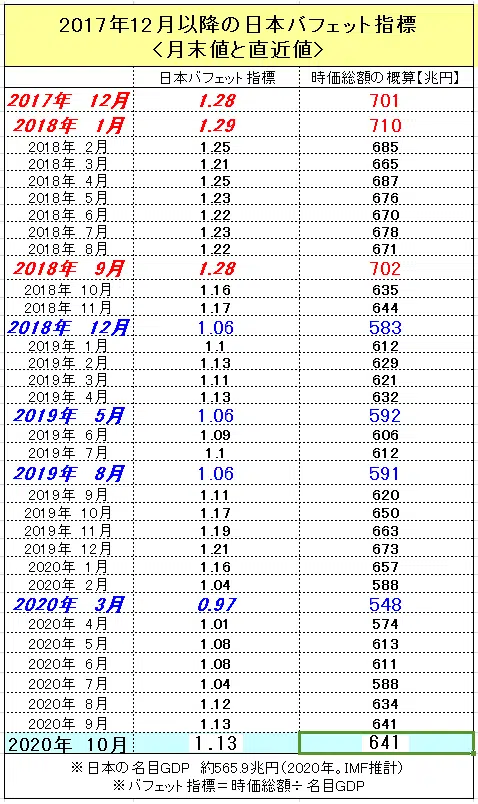 2017年12月以降の日本バフェット指標
<月末値と直近値>
日本バフェット指標 時価総額の概算【兆円】
2017年 12月 1.28 701
2018年 1月 1.29 710
2018年 2月 1.25 685
2018年 3月 1.21 665
2018年 4月 1.25 687
2018年 5月 1.23 676
2018年 6月 1.22 670
2018年 7月 1.23 678
2018年 8月 1.22 671
2018年 9月 1.28 702
2018年 10月 1.16 635
2018年 11月 1.17 644
2018年 12月 1.06 583
2019年 1月 1.1 612
2019年 2月 1.13 629
2019年 3月 1.11 621
2019年 4月 1.13 632
2019年 5月 1.06 592
2019年 6月 1.09 606
2019年 7月 1.1 612
2019年 8月 1.06 591
2019年 9月 1.11 620
2019年 10月 1.17 650
2019年 11月 1.19 663
2019年 12月 1.21 673
2020年 1月 1.16 657
2020年 2月 1.04 588
2020年 3月 0.97 548
2020年 4月 1.01 574
2020年 5月 1.08 613
2020年 6月 1.08 611
2020年 7月 1.04 588
2020年 8月 1.12 634
2020年 9月 1.13 641
2020年 10月 1.13 641
※日本の名目GDP 約565.9兆円(2020年。IMF推計)
※バフェット指標=時価総額÷名目GDP